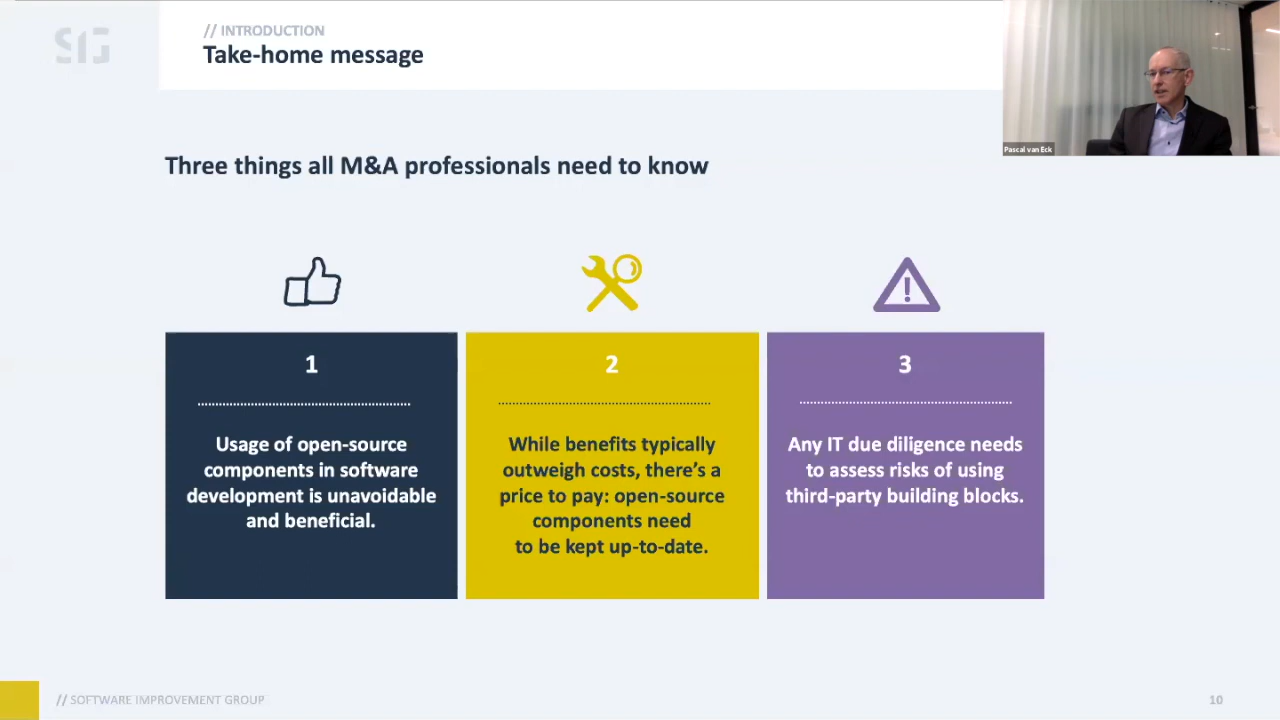 SIG
// INTRODUCTION
Take-home message
Pascal van Eck
Three things all M&A professionals need to know
1
Usage of open-source
components in software
development is unavoidable
and beneficial.
2
While benefits typically
outweigh costs, there's a
price to pay: open-source
components need
to be kept up-to-date.
3
Any IT due diligence needs
to assess risks of using
third-party building blocks.
// SOFTWARE IMPROVEMENT GROUP
10